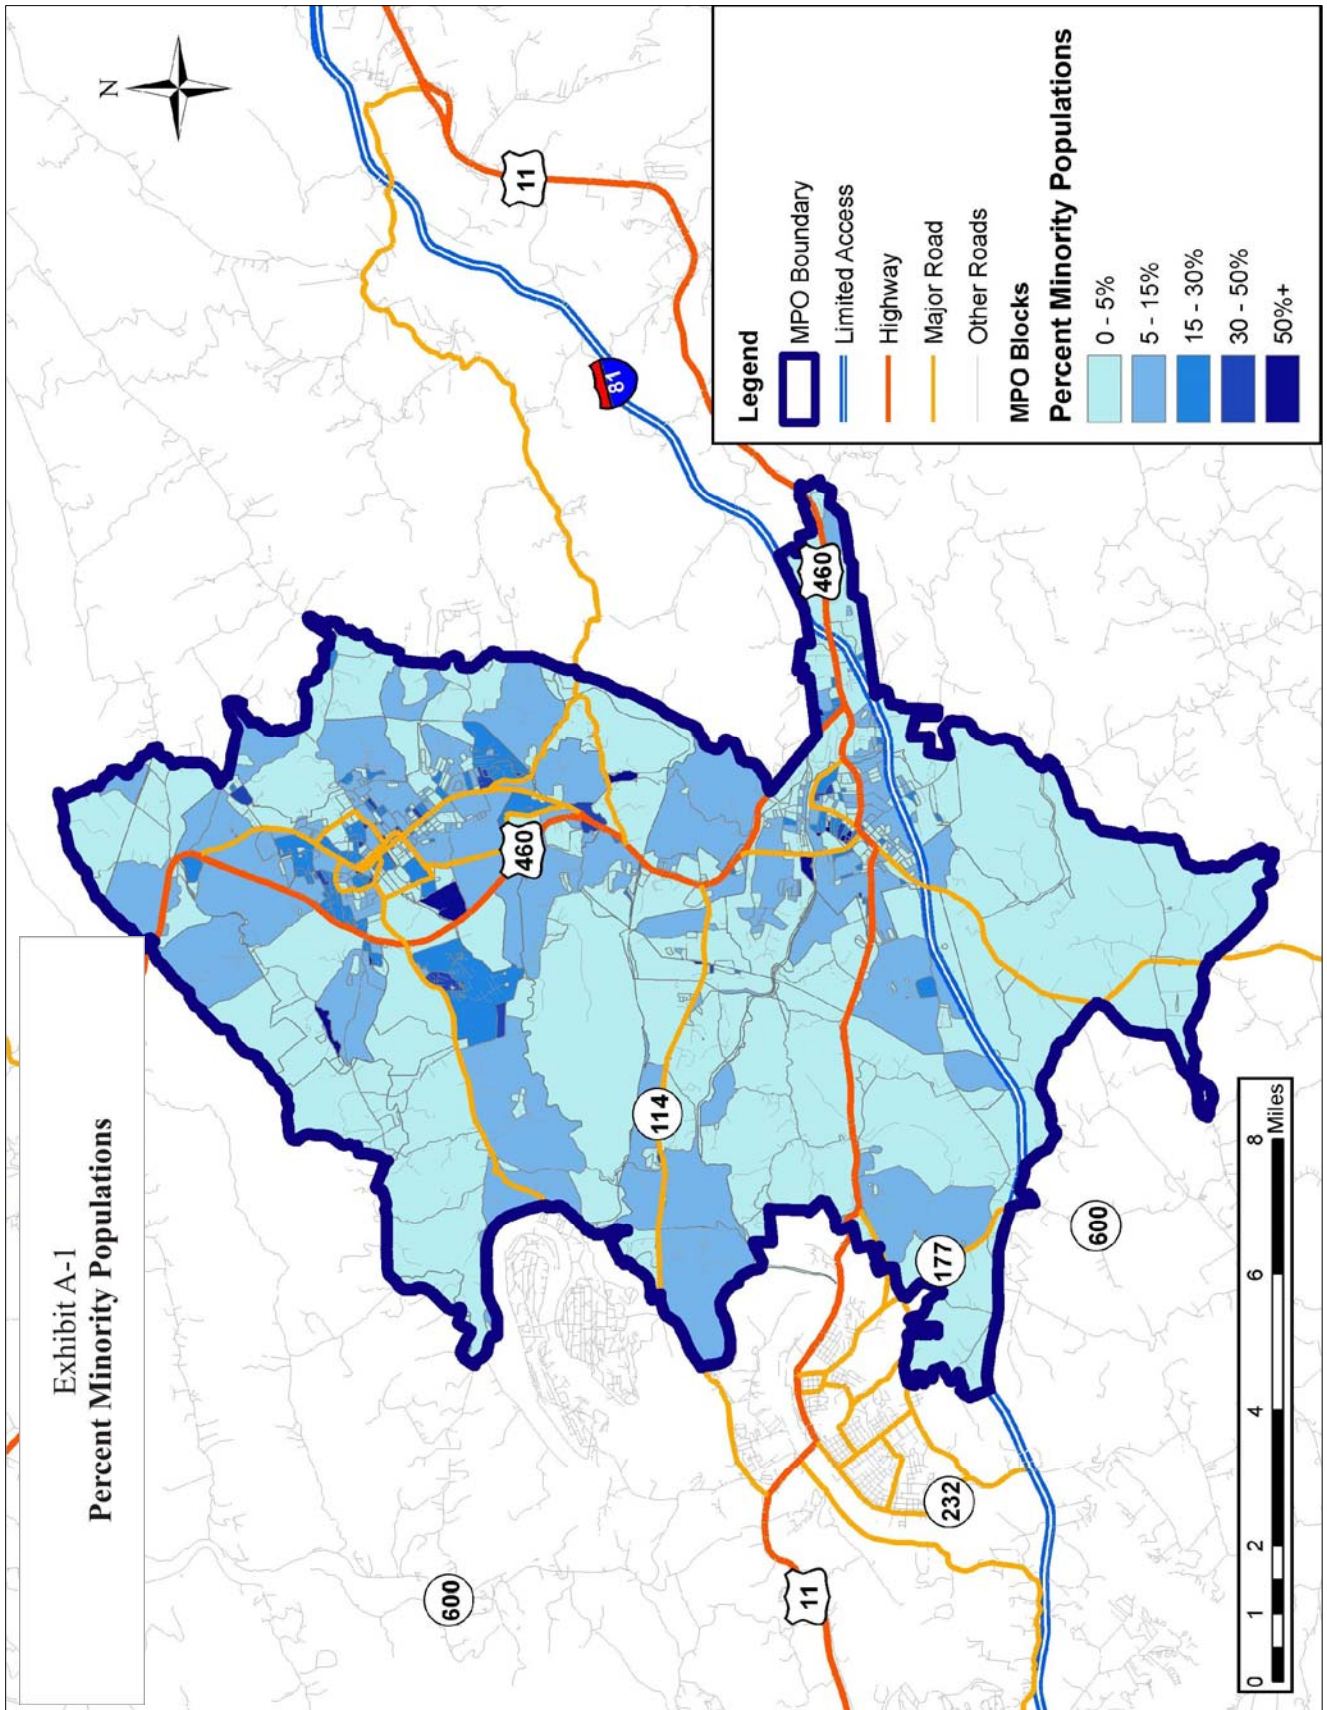 Exhibit A-1
Percent Minority Populations
N
11
81
460
460
114
177
600
232
11
600
Legend
MPO Boundary
Limited Access
Highway
Major Road
Other Roads
MPO Blocks
Percent Minority Populations
0 - 5%
5 - 15%
15 - 30%
30 - 50%
50%+
0 1 2 4 6 8 Miles